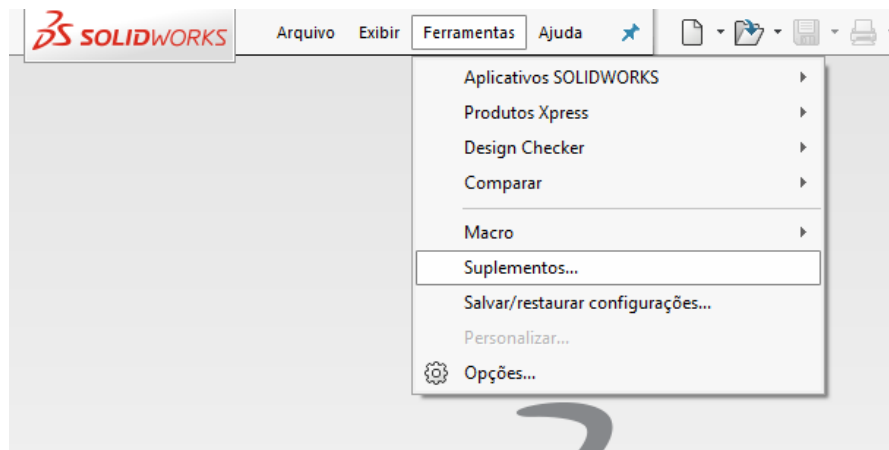 SOLIDWORKS Arquivo Exibir Ferramentas Ajuda
Aplicativos SOLIDWORKS
Produtos Xpress
Design Checker
Comparar
Macro
Suplementos...
Salvar/restaurar configurações...
Personalizar...
Opções...